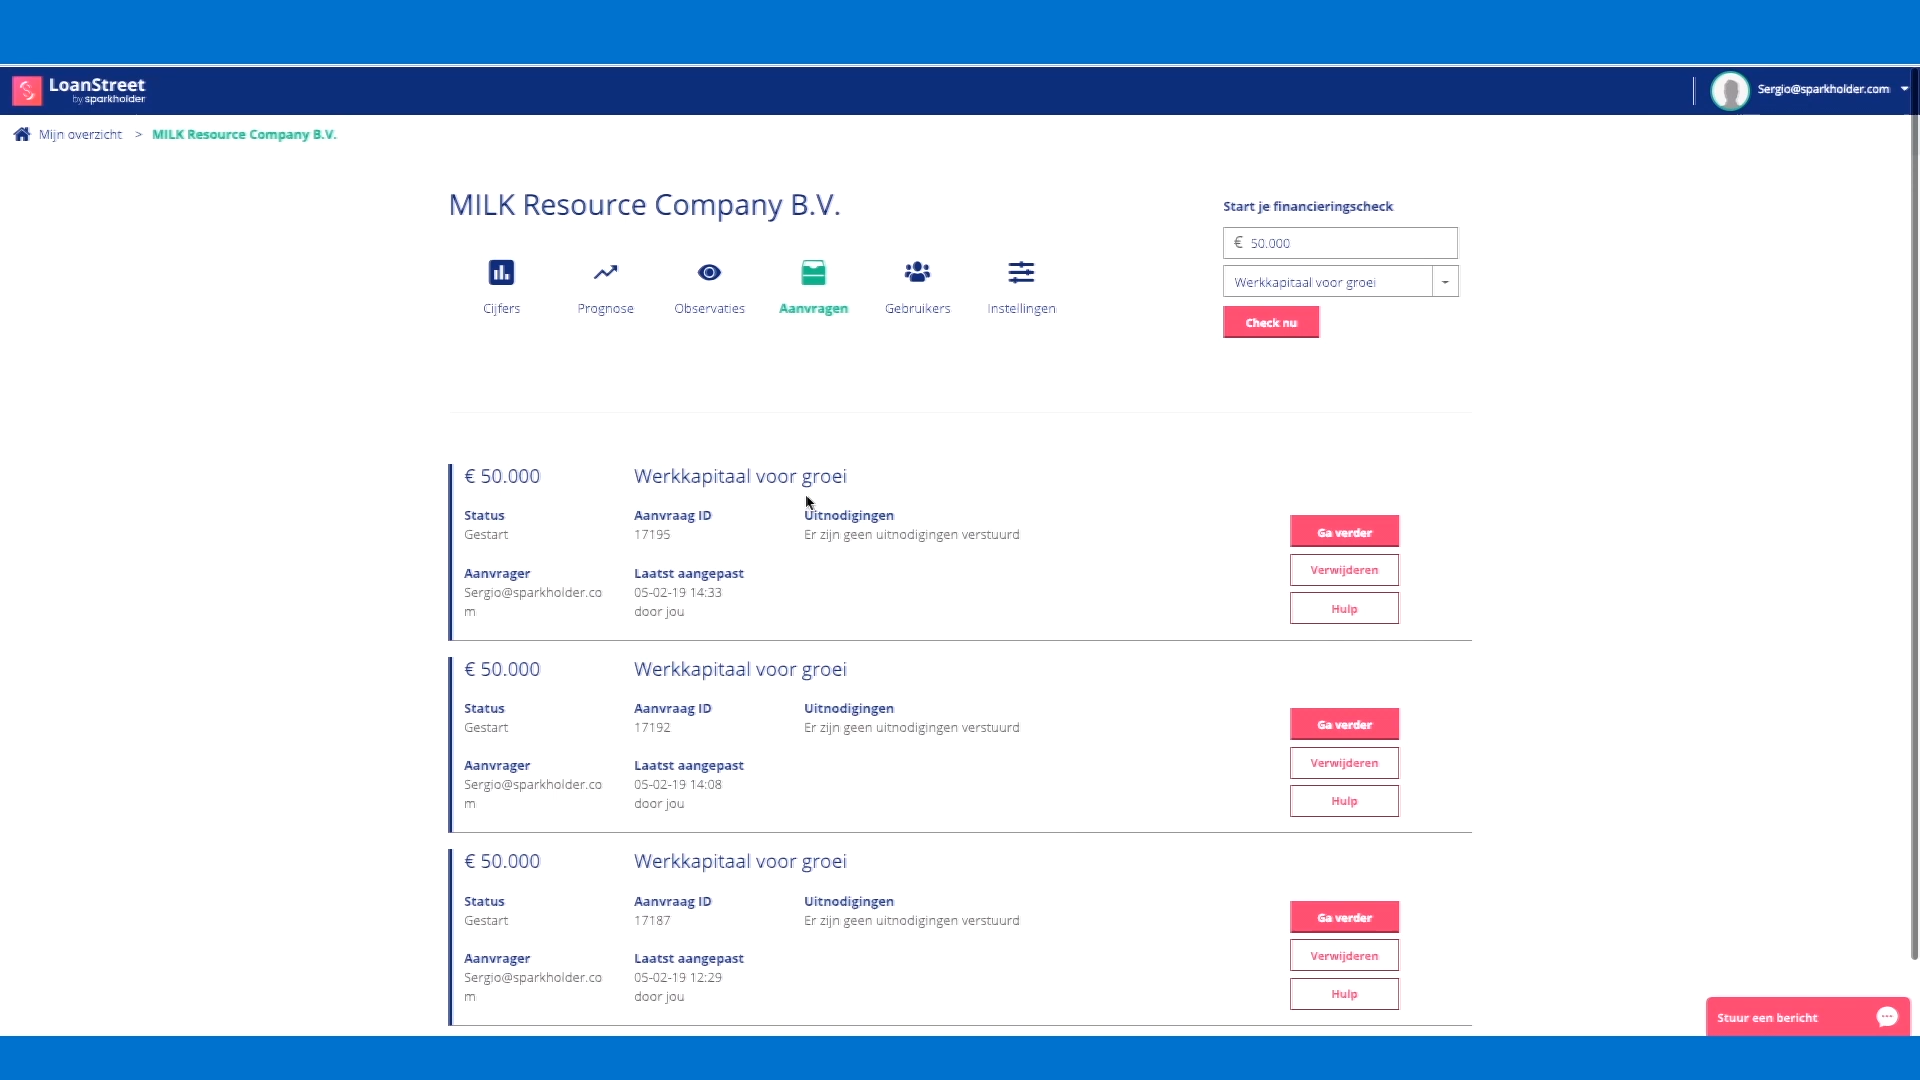 LoanStreet
by sparkholder
Sergio@sparkholder.com
Mijn overzicht > MILK Resource Company B.V.
MILK Resource Company B.V.
Start je financieringscheck
€ 50.000
Werkkapitaal voor groei
Check nu
Cijfers Prognose Observaties Aanvragen Gebruikers Instellingen
€ 50.000 Werkkapitaal voor groei
Status Aanvraag ID Uitnodigingen
Gestart 17195 Er zijn geen uitnodigingen verstuurd
Aanvrager Laatst aangepast
Sergio@sparkholder.co 05-02-19 14:33
m door jou
Ga verder
Verwijderen
Hulp
€ 50.000 Werkkapitaal voor groei
Status Aanvraag ID Uitnodigingen
Gestart 17192 Er zijn geen uitnodigingen verstuurd
Aanvrager Laatst aangepast
Sergio@sparkholder.co 05-02-19 14:08
m door jou
Ga verder
Verwijderen
Hulp
€ 50.000 Werkkapitaal voor groei
Status Aanvraag ID Uitnodigingen
Gestart 17187 Er zijn geen uitnodigingen verstuurd
Aanvrager Laatst aangepast
Sergio@sparkholder.co 05-02-19 12:29
m door jou
Ga verder
Verwijderen
Hulp
Stuur een bericht